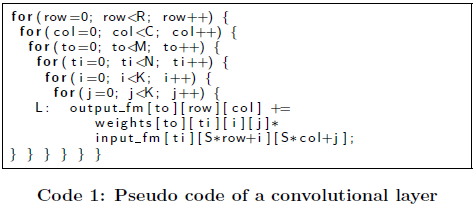 for(row=0; row<R; row++) {
for(col=0; col<C; col++) {
for(to=0; to<M; to++) {
for(ti=0; ti<N; ti++) {
for(i=0; i<K; i++) {
for(j=0; j<K; j++) {
L: output_fm[to][row][col] +=
weights[to][ti][i][j]*
input_fm[ti][S*row+i][S*col+j];
} } } } } }
Code 1: Pseudo code of a convolutional layer